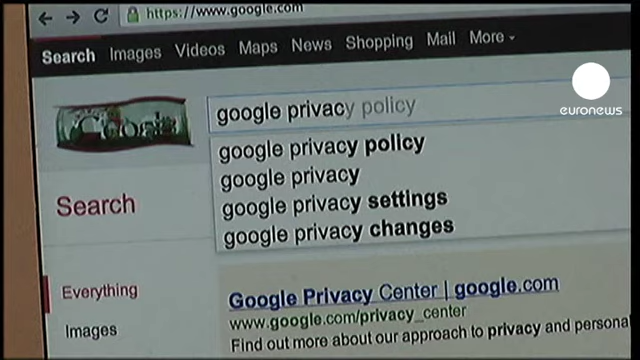 https://www.google.com
Search Images Videos Maps News Shopping Mail More
euronews
Google
google privacy policy
google privacy policy
google privacy
google privacy settings
google privacy changes
Search
Everything
Images
Google Privacy Center | google.com
www.google.com/privacy_center
Find out more about our approach to privacy and persona